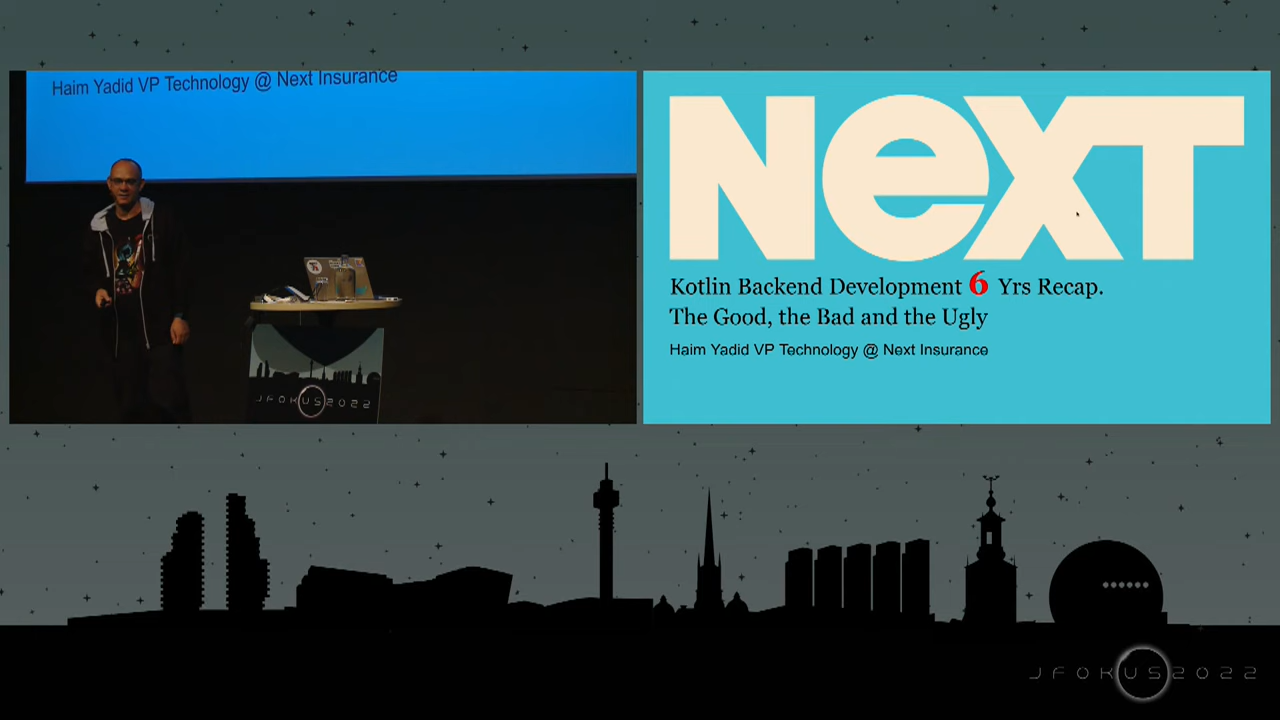 Haim Yadid VP Technology @ Next Insurance
JFOKUS2022
NeXT
Kotlin Backend Development 6 Yrs Recap.
The Good, the Bad and the Ugly
Haim Yadid VP Technology @ Next Insurance
JFOKUS2022